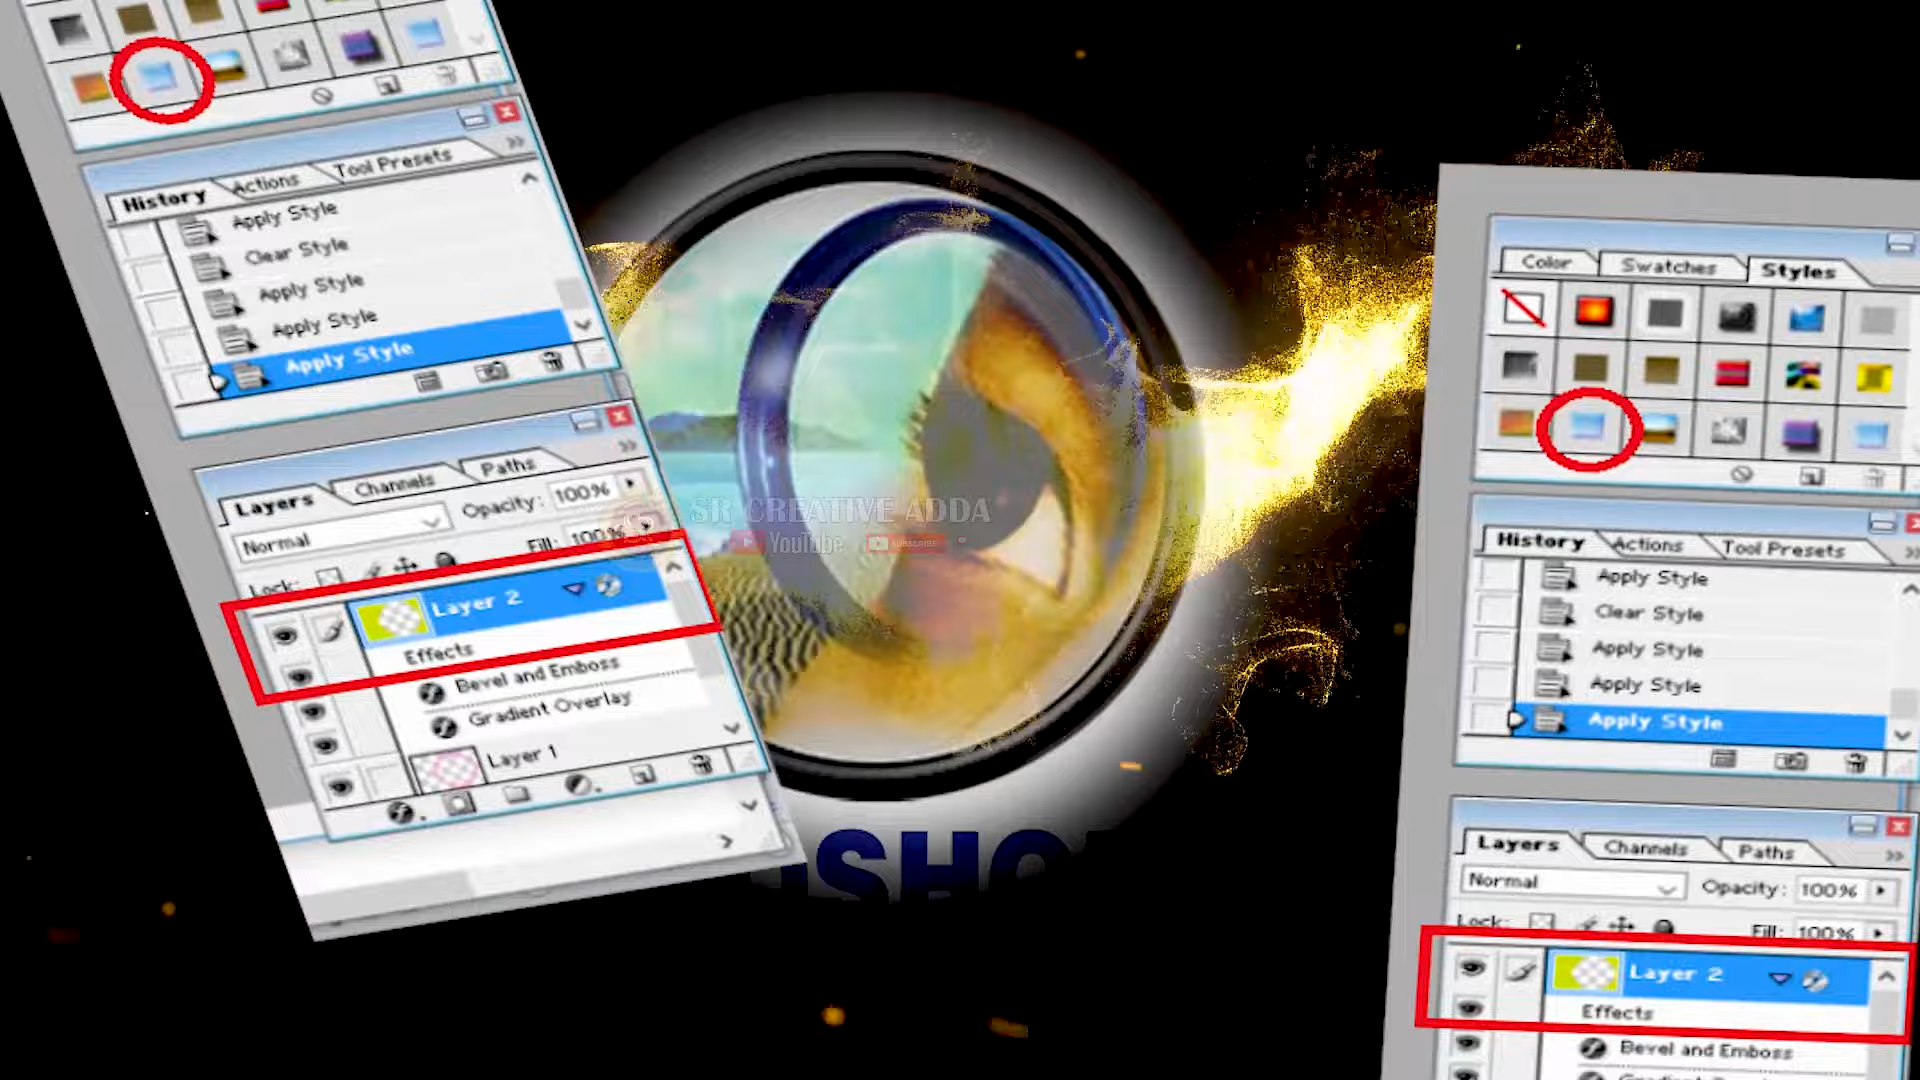 History
Actions
Tool Presets
Apply Style
Clear Style
Apply Style
Apply Style
Apply Style
Layers
Channels
Paths
Normal
Opacity: 100%
Lock:
Fill: 100%
Layer 2
Effects
Bevel and Emboss
Gradient Overlay
Layer 1
SR CREATIVE ADDA
YouTube
SUBSCRIBE
SHO
Color
Swatches
Styles
History
Actions
Tool Presets
Apply Style
Clear Style
Apply Style
Apply Style
Apply Style
Layers
Channels
Paths
Normal
Opacity: 100%
Lock:
Fill: 100%
Layer 2
Effects
Bevel and Emboss